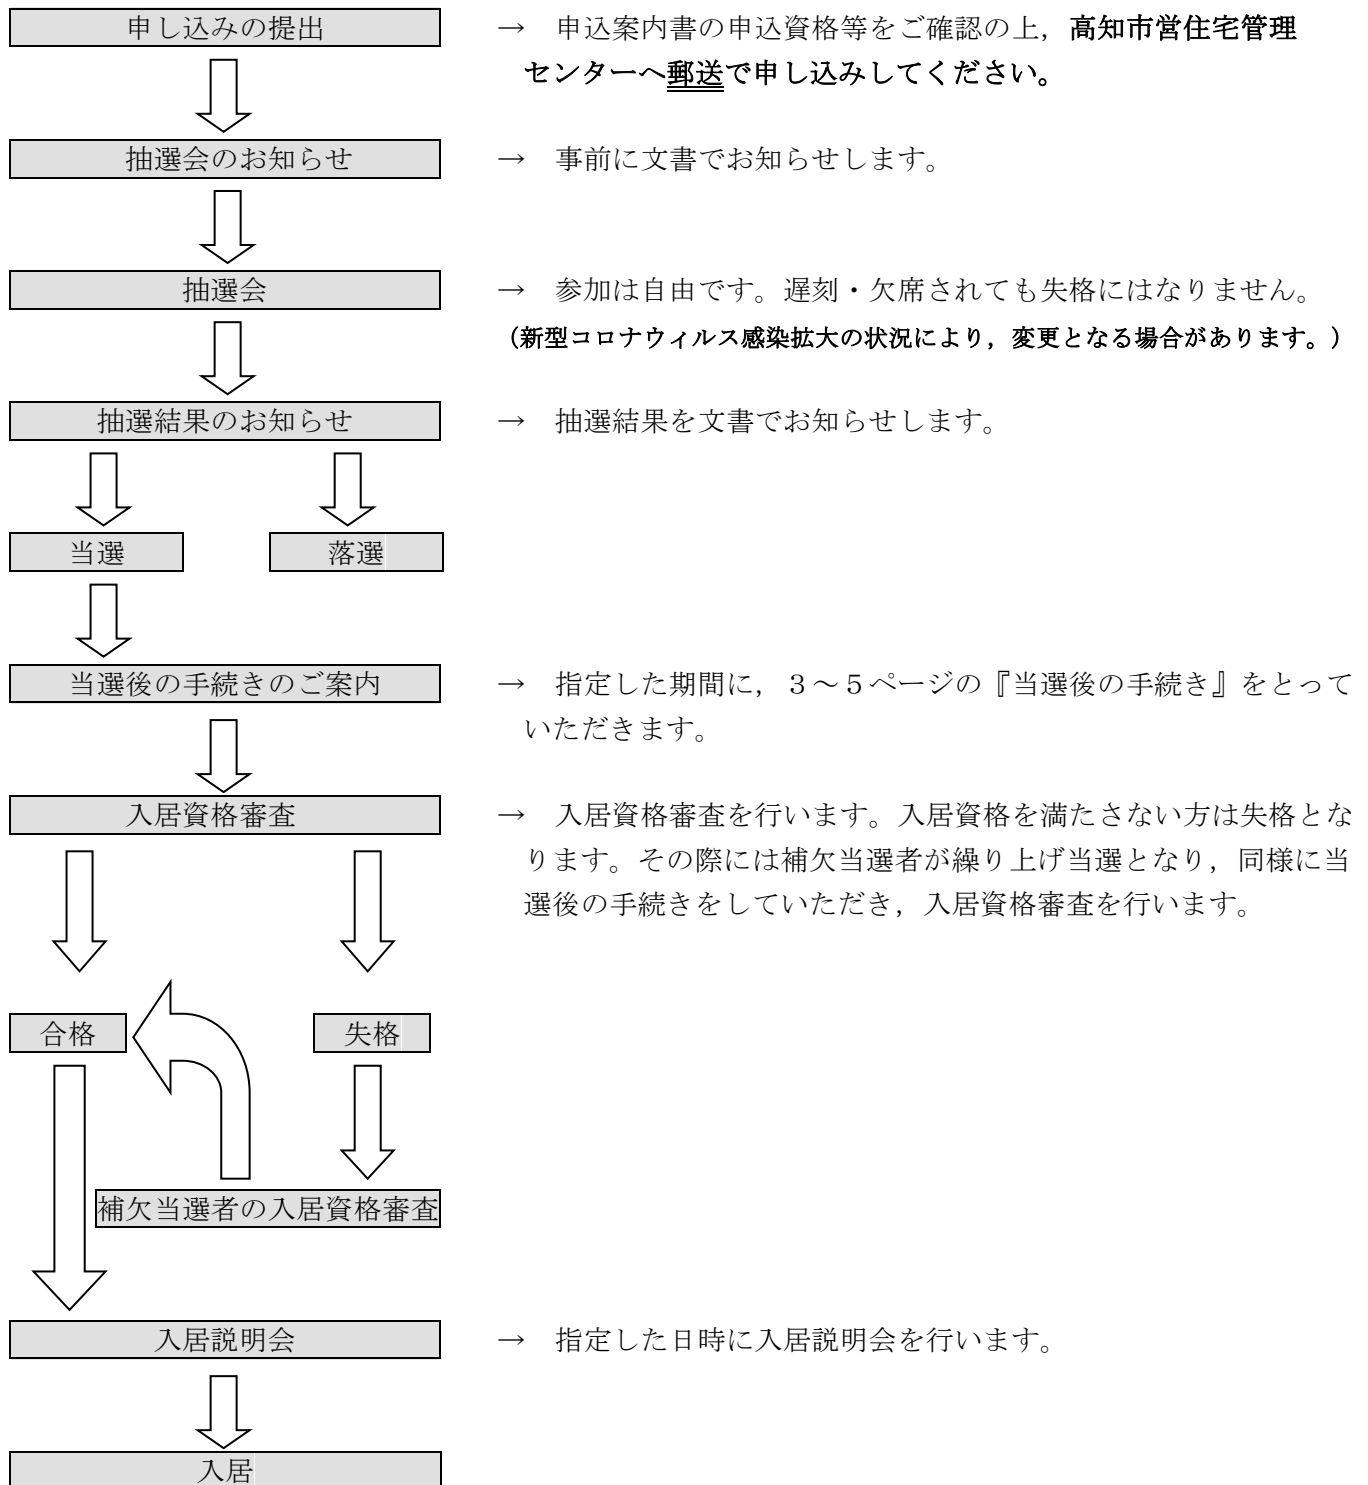 申し込みの提出
→　申込案内書の申込資格等をご確認の上，高知市営住宅管理
センターへ郵送で申し込みしてください。
抽選会のお知らせ
→　事前に文書でお知らせします。
抽選会
→　参加は自由です。遅刻・欠席されても失格にはなりません。
（新型コロナウィルス感染拡大の状況により，変更となる場合があります。）
抽選結果のお知らせ
→　抽選結果を文書でお知らせします。
当選
落選
当選後の手続きのご案内
→　指定した期間に，３～５ページの『当選後の手続き』をとって
いただきます。
入居資格審査
→　入居資格審査を行います。入居資格を満たさない方は失格とな
ります。その際には補欠当選者が繰り上げ当選となり，同様に当
選後の手続きをしていただき，入居資格審査を行います。
合格
失格
補欠当選者の入居資格審査
入居説明会
→　指定した日時に入居説明会を行います。
入居